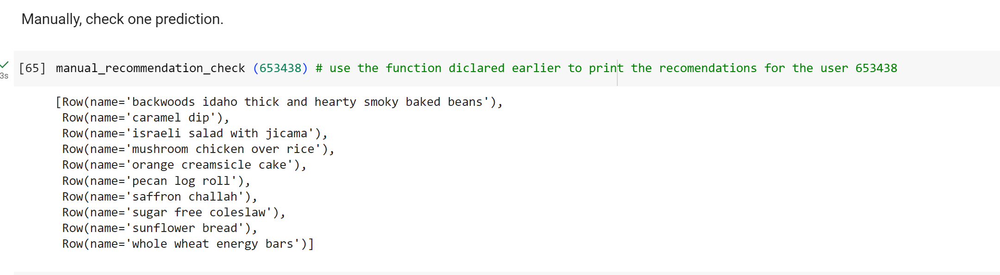 Manually, check one prediction.
[65] manual_recommendation_check (653438) # use the function diclared earlier to print the recomendations for the user 653438
3s
[Row(name='backwoods idaho thick and hearty smoky baked beans'),
Row(name='caramel dip'),
Row(name='israeli salad with jicama'),
Row(name='mushroom chicken over rice'),
Row(name='orange creamsicle cake'),
Row(name='pecan log roll'),
Row(name='saffron challah'),
Row(name='sugar free coleslaw'),
Row(name='sunflower bread'),
Row(name='whole wheat energy bars')]